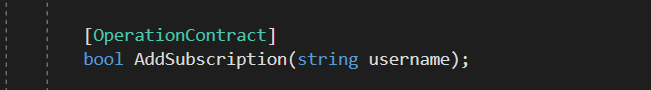 [OperationContract]
bool AddSubscription(string username);